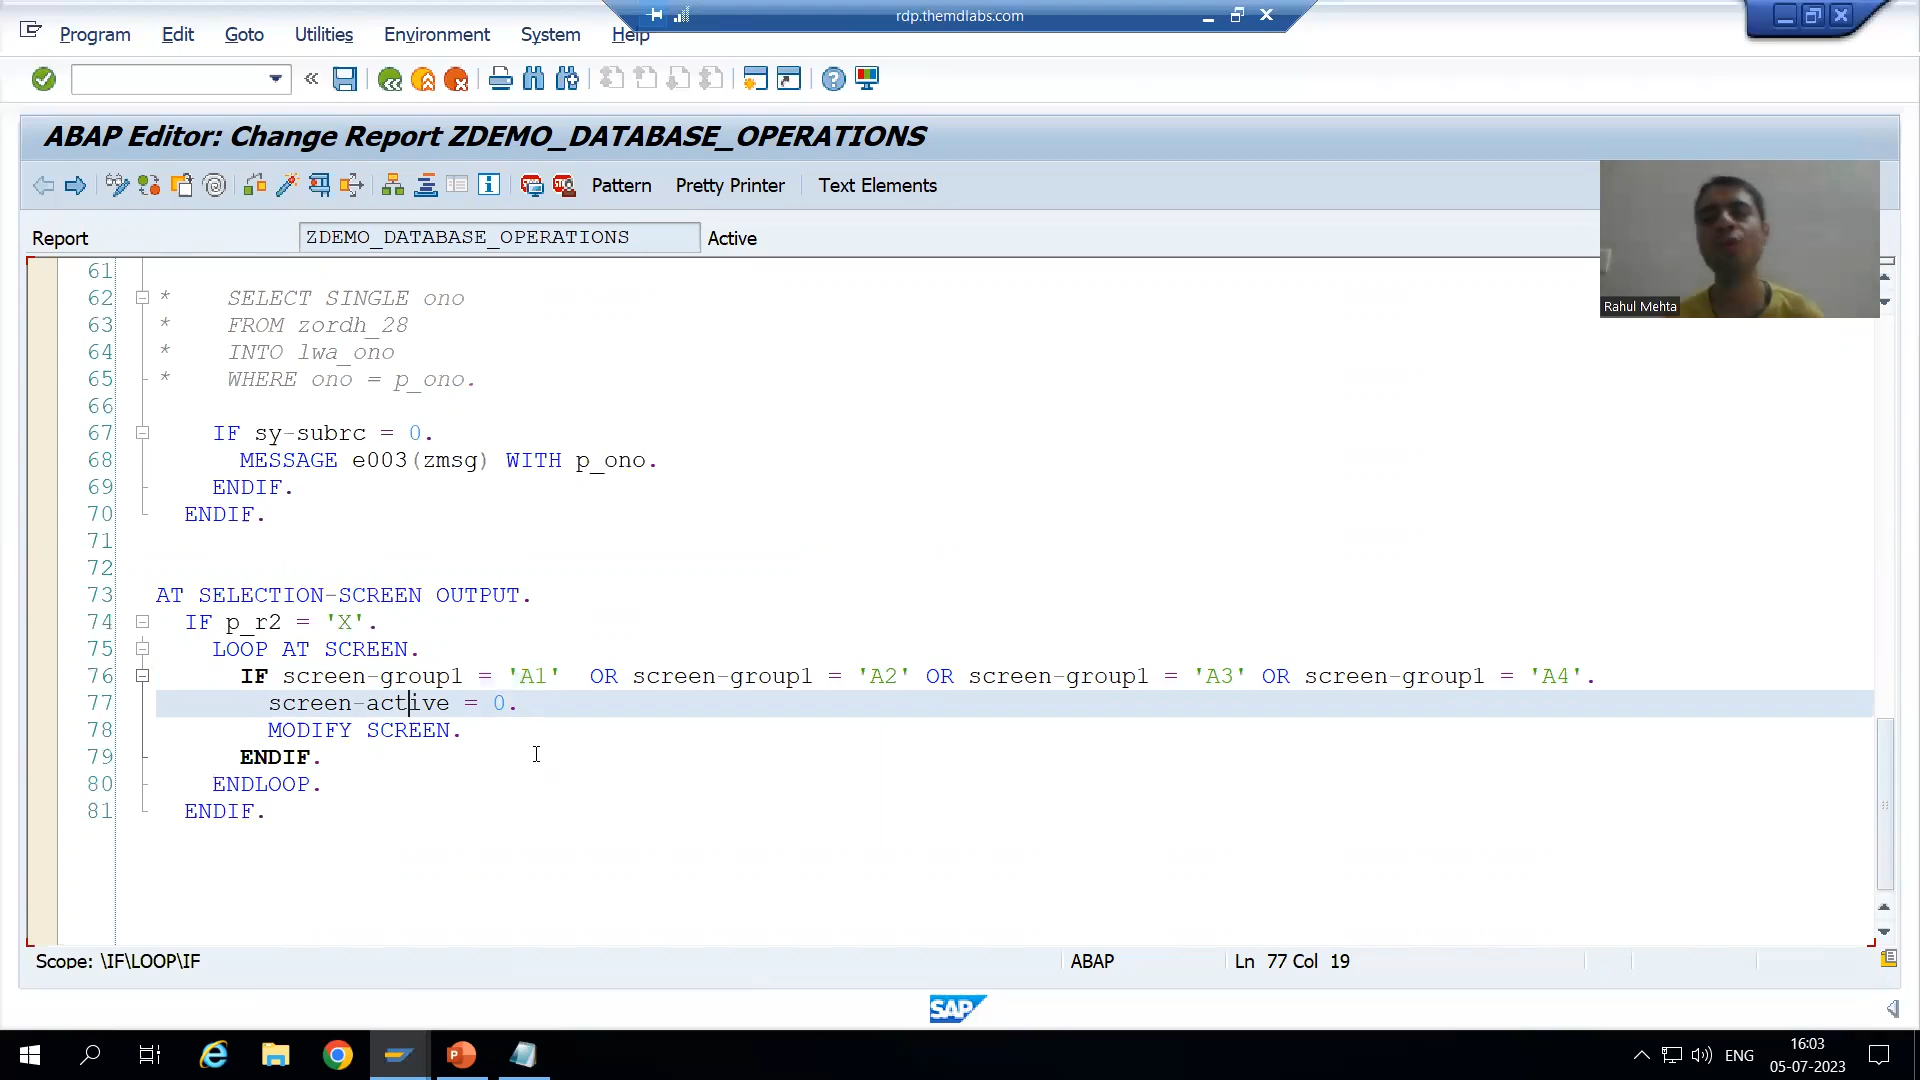 rdp.themdlabs.com
Program Edit Goto Utilities Environment System Help
ABAP Editor: Change Report ZDEMO_DATABASE_OPERATIONS
Pattern Pretty Printer Text Elements
Report ZDEMO_DATABASE_OPERATIONS Active
Rahul Mehta
61
62 * SELECT SINGLE ono
63 * FROM zordh_28
64 * INTO lwa_ono
65 * WHERE ono = p_ono.
66
67 IF sy-subrc = 0.
68 MESSAGE e003(zmsg) WITH p_ono.
69 ENDIF.
70 ENDIF.
71
72
73 AT SELECTION-SCREEN OUTPUT.
74 IF p_r2 = 'X'.
75 LOOP AT SCREEN.
76 IF screen-group1 = 'A1' OR screen-group1 = 'A2' OR screen-group1 = 'A3' OR screen-group1 = 'A4'.
77 screen-active = 0.
78 MODIFY SCREEN.
79 ENDIF.
80 ENDLOOP.
81 ENDIF.
Scope: \IF\LOOP\IF ABAP Ln 77 Col 19
SAP
ENG 16:03
05-07-2023